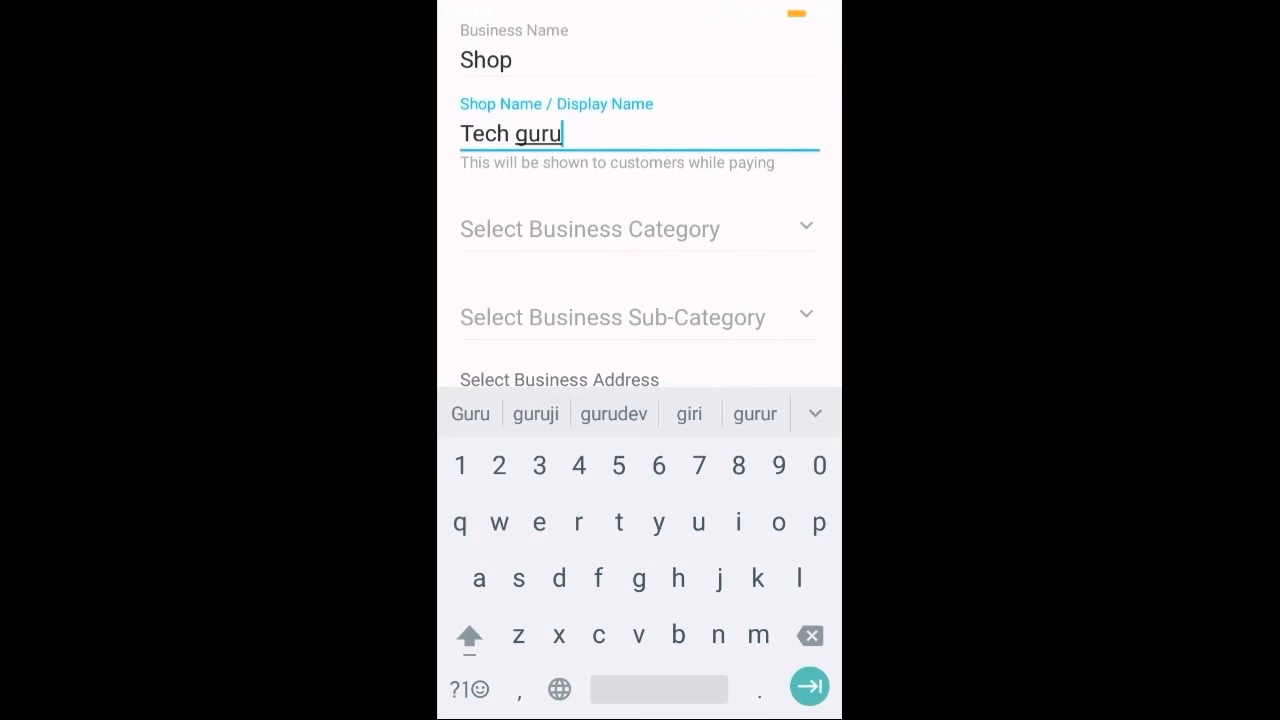 Business Name
Shop
Shop Name / Display Name
Tech guru
This will be shown to customers while paying
Select Business Category
Select Business Sub-Category
Select Business Address
Guru guruji gurudev giri gurur
1 2 3 4 5 6 7 8 9 0
q w e r t y u i o p
a s d f g h j k l
z x c v b n m
?1☺ , .